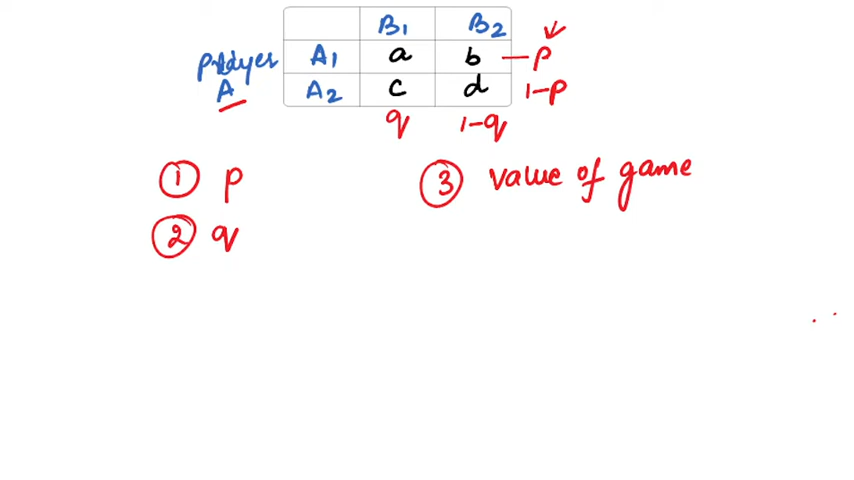 B1 B2
Player A1 a b — p
A A2 c d 1-p
q 1-q
① p ③ value of game
② q